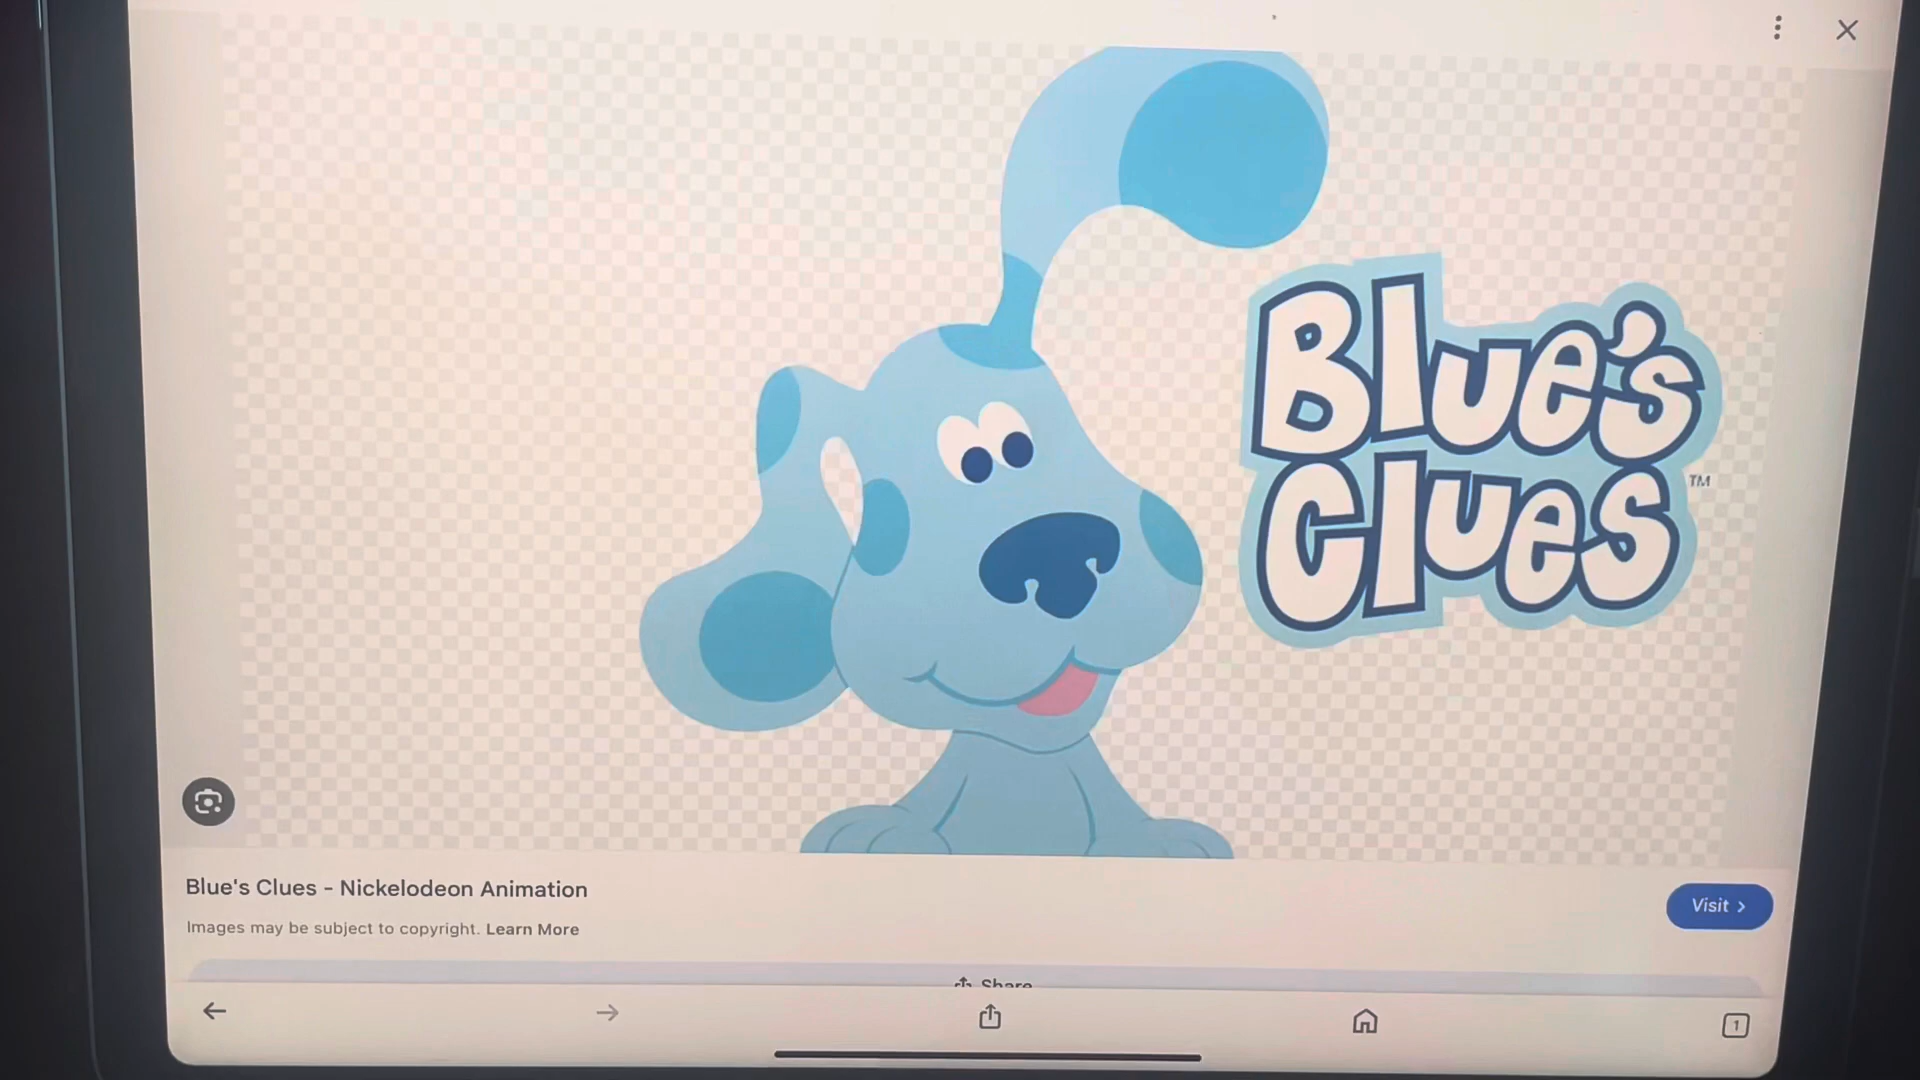 Blue's
Clues
TM
Blue's Clues - Nickelodeon Animation
Images may be subject to copyright. Learn More
Visit
Share
1